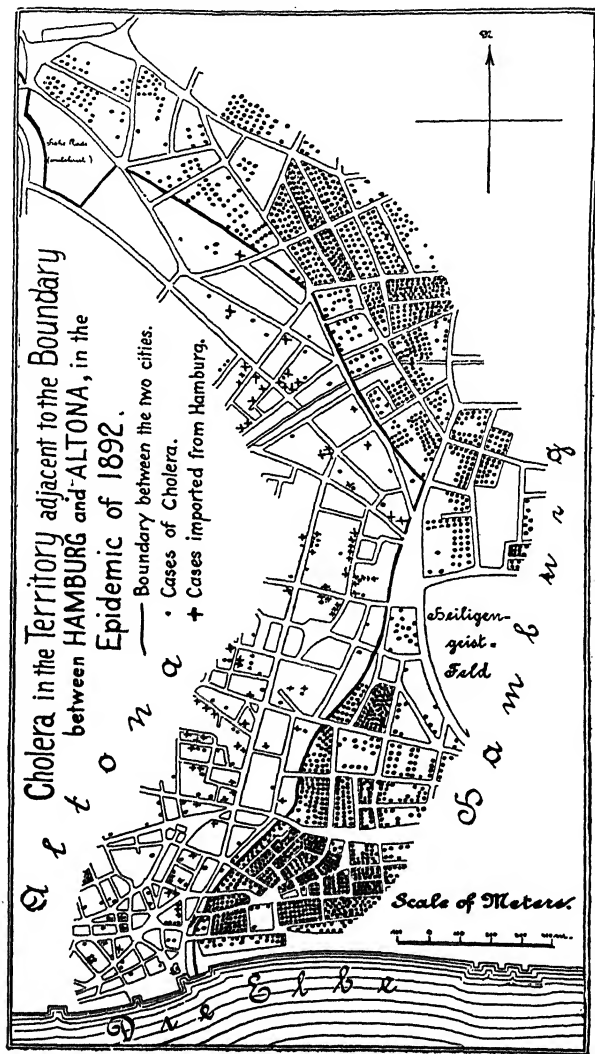 Cholera in the Territory adjacent to the Boundary
between HAMBURG and ALTONA, in the
Epidemic of 1892.
Boundary between the two cities.
Cases of Cholera.
Cases imported from Hamburg.
Altona
Hamburg
Heiligen-
geist-
Feld
Scale of Meters.
Die Elbe
N